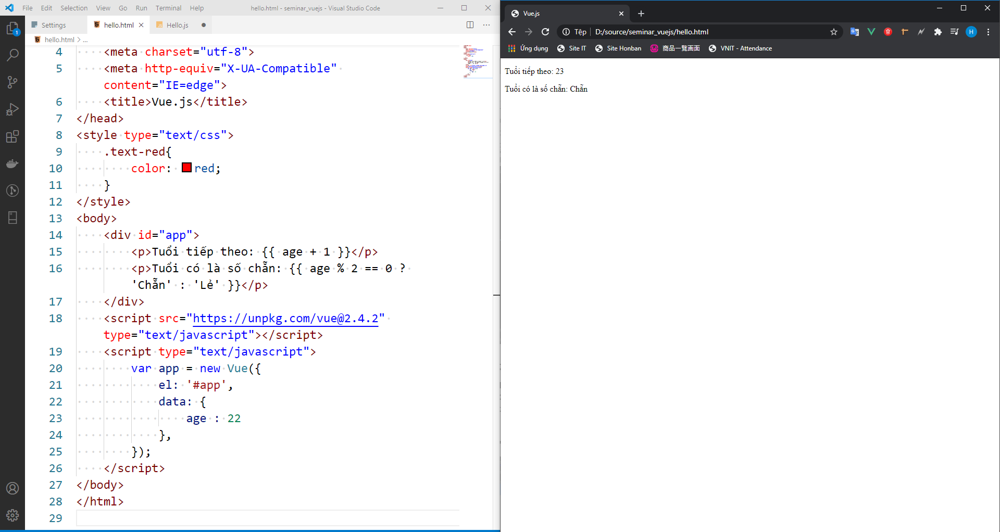 File Edit Selection View Go Run Terminal Help hello.html - seminar_vuejs - Visual Studio Code
Settings hello.html Hello.js
hello.html > ...
4 <meta charset="utf-8">
5 <meta http-equiv="X-UA-Compatible"
content="IE=edge">
6 <title>Vue.js</title>
7 </head>
8 <style type="text/css">
9 .text-red{
10 color: red;
11 }
12 </style>
13 <body>
14 <div id="app">
15 <p>Tuổi tiếp theo: {{ age + 1 }}</p>
16 <p>Tuổi có là số chẵn: {{ age % 2 == 0 ?
'Chẵn' : 'Lẻ' }}</p>
17 </div>
18 <script src="https://unpkg.com/vue@2.4.2"
type="text/javascript"></script>
19 <script type="text/javascript">
20 var app = new Vue({
21 el: '#app',
22 data: {
23 age : 22
24 },
25 });
26 </script>
27 </body>
28 </html>
29
1
Vue.js
Tệp D:/source/seminar_vuejs/hello.html H
Ứng dụng Site IT Site Honban 商品一覧画面 VNIT - Attendance
Tuổi tiếp theo: 23
Tuổi có là số chẵn: Chẵn